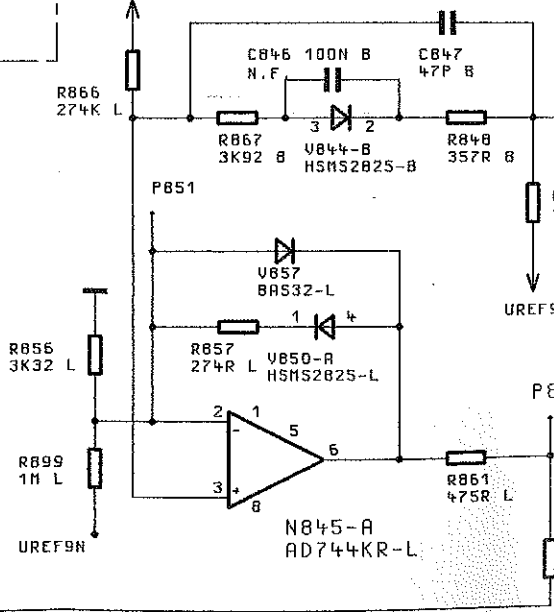 C846 100N B
N.F
C847
47P B
R866
274K L
R867
3K92 B
3
2
V844-B
HSMS2825-B
R848
357R B
P851
V857
BAS32-L
UREF9
R856
3K32 L
R857
274R L
1
4
V850-A
HSMS2825-L
P8
2
1
5
6
-
R899
1M L
3
+
8
R861
475R L
N845-A
AD744KR-L
UREF9N